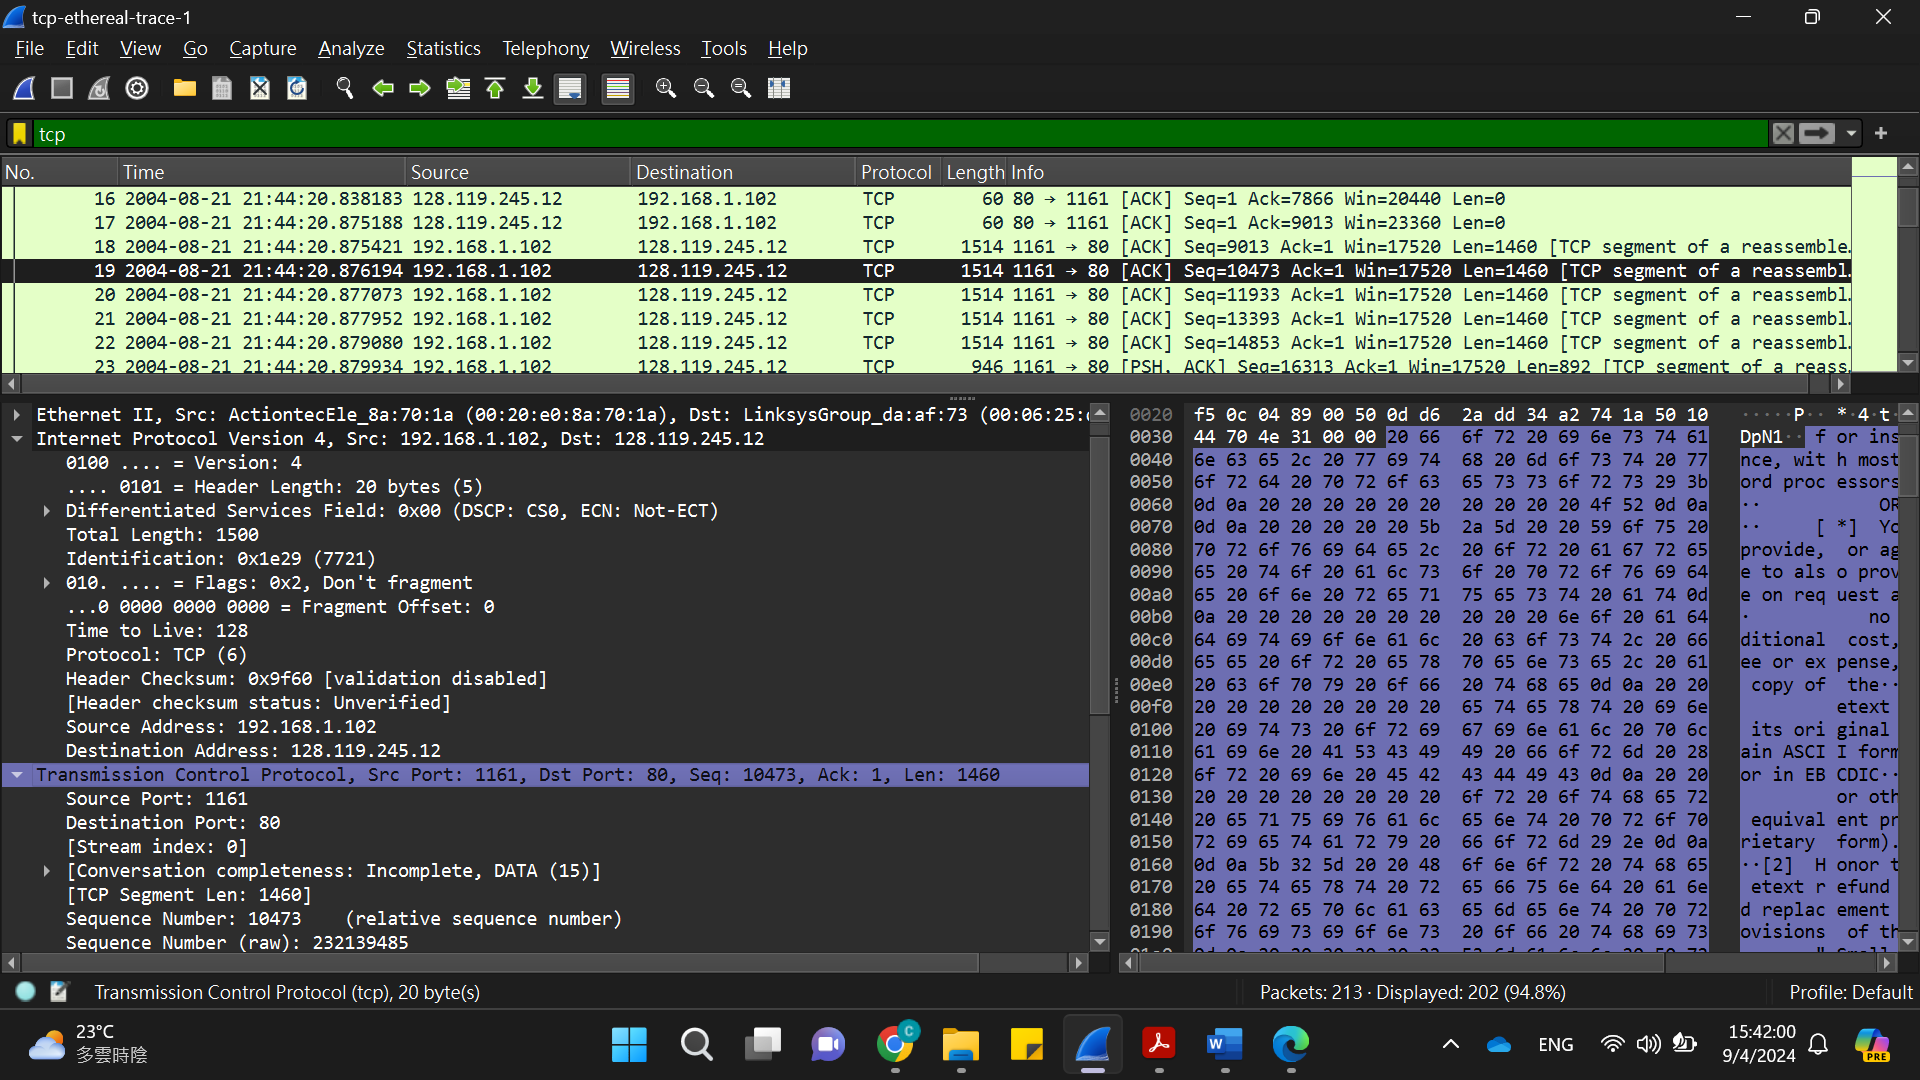 tcp-ethereal-trace-1
File Edit View Go Capture Analyze Statistics Telephony Wireless Tools Help
tcp
No. Time Source Destination Protocol Length Info
16 2004-08-21 21:44:20.838183 128.119.245.12 192.168.1.102 TCP 60 80 → 1161 [ACK] Seq=1 Ack=7866 Win=20440 Len=0
17 2004-08-21 21:44:20.875188 128.119.245.12 192.168.1.102 TCP 60 80 → 1161 [ACK] Seq=1 Ack=9013 Win=23360 Len=0
18 2004-08-21 21:44:20.875421 192.168.1.102 128.119.245.12 TCP 1514 1161 → 80 [ACK] Seq=9013 Ack=1 Win=17520 Len=1460 [TCP segment of a reassemble…
19 2004-08-21 21:44:20.876194 192.168.1.102 128.119.245.12 TCP 1514 1161 → 80 [ACK] Seq=10473 Ack=1 Win=17520 Len=1460 [TCP segment of a reassembl…
20 2004-08-21 21:44:20.877073 192.168.1.102 128.119.245.12 TCP 1514 1161 → 80 [ACK] Seq=11933 Ack=1 Win=17520 Len=1460 [TCP segment of a reassembl…
21 2004-08-21 21:44:20.877952 192.168.1.102 128.119.245.12 TCP 1514 1161 → 80 [ACK] Seq=13393 Ack=1 Win=17520 Len=1460 [TCP segment of a reassembl…
22 2004-08-21 21:44:20.879080 192.168.1.102 128.119.245.12 TCP 1514 1161 → 80 [ACK] Seq=14853 Ack=1 Win=17520 Len=1460 [TCP segment of a reassembl…
23 2004-08-21 21:44:20.879934 192.168.1.102 128.119.245.12 TCP 946 1161 → 80 [PSH, ACK] Seq=16313 Ack=1 Win=17520 Len=892 [TCP segment of a reass…
Ethernet II, Src: ActiontecEle_8a:70:1a (00:20:e0:8a:70:1a), Dst: LinksysGroup_da:af:73 (00:06:25:
Internet Protocol Version 4, Src: 192.168.1.102, Dst: 128.119.245.12
0100 .... = Version: 4
.... 0101 = Header Length: 20 bytes (5)
Differentiated Services Field: 0x00 (DSCP: CS0, ECN: Not-ECT)
Total Length: 1500
Identification: 0x1e29 (7721)
010. .... = Flags: 0x2, Don't fragment
...0 0000 0000 0000 = Fragment Offset: 0
Time to Live: 128
Protocol: TCP (6)
Header Checksum: 0x9f60 [validation disabled]
[Header checksum status: Unverified]
Source Address: 192.168.1.102
Destination Address: 128.119.245.12
Transmission Control Protocol, Src Port: 1161, Dst Port: 80, Seq: 10473, Ack: 1, Len: 1460
Source Port: 1161
Destination Port: 80
[Stream index: 0]
[Conversation completeness: Incomplete, DATA (15)]
[TCP Segment Len: 1460]
Sequence Number: 10473 (relative sequence number)
Sequence Number (raw): 232139485
0020 f5 0c 04 89 00 50 0d d6 2a dd 34 a2 74 1a 50 10 ·····P·· *·4·t·
0030 44 70 4e 31 00 00 20 66 6f 72 20 69 6e 73 74 61 DpN1·· f or ins
0040 6e 63 65 2c 20 77 69 74 68 20 6d 6f 73 74 20 77 nce, wit h most
0050 6f 72 64 20 70 72 6f 63 65 73 73 6f 72 73 29 3b ord proc essors
0060 0d 0a 20 20 20 20 20 20 20 20 20 20 4f 52 0d 0a ·· OR
0070 0d 0a 20 20 20 20 20 5b 2a 5d 20 20 59 6f 75 20 ·· [ *] Yo
0080 70 72 6f 76 69 64 65 2c 20 6f 72 20 61 67 72 65 provide, or ag
0090 65 20 74 6f 20 61 6c 73 6f 20 70 72 6f 76 69 64 e to als o prov
00a0 65 20 6f 6e 20 72 65 71 75 65 73 74 20 61 74 0d e on req uest a
00b0 0a 20 20 20 20 20 20 20 20 20 20 6e 6f 20 61 64 · no
00c0 64 69 74 69 6f 6e 61 6c 20 63 6f 73 74 2c 20 66 ditional cost,
00d0 65 65 20 6f 72 20 65 78 70 65 6e 73 65 2c 20 61 ee or ex pense,
00e0 20 63 6f 70 79 20 6f 66 20 74 68 65 0d 0a 20 20 copy of the··
00f0 20 20 20 20 20 20 20 20 65 74 65 78 74 20 69 6e etext
0100 20 69 74 73 20 6f 72 69 67 69 6e 61 6c 20 70 6c its ori ginal
0110 61 69 6e 20 41 53 43 49 49 20 66 6f 72 6d 20 28 ain ASCI I form
0120 6f 72 20 69 6e 20 45 42 43 44 49 43 0d 0a 20 20 or in EB CDIC··
0130 20 20 20 20 20 20 20 20 6f 72 20 6f 74 68 65 72 or oth
0140 20 65 71 75 69 76 61 6c 65 6e 74 20 70 72 6f 70 equival ent pr
0150 72 69 65 74 61 72 79 20 66 6f 72 6d 29 2e 0d 0a rietary form).
0160 0d 0a 5b 32 5d 20 20 48 6f 6e 6f 72 20 74 68 65 ··[2] H onor t
0170 20 65 74 65 78 74 20 72 65 66 75 6e 64 20 61 6e etext r efund
0180 64 20 72 65 70 6c 61 63 65 6d 65 6e 74 20 70 72 d replac ement
0190 6f 76 69 73 69 6f 6e 73 20 6f 66 20 74 68 69 73 ovisions of th
Transmission Control Protocol (tcp), 20 byte(s)
Packets: 213 · Displayed: 202 (94.8%)
Profile: Default
23°C
多雲時陰
C
W
ENG
15:42:00
9/4/2024
PRE